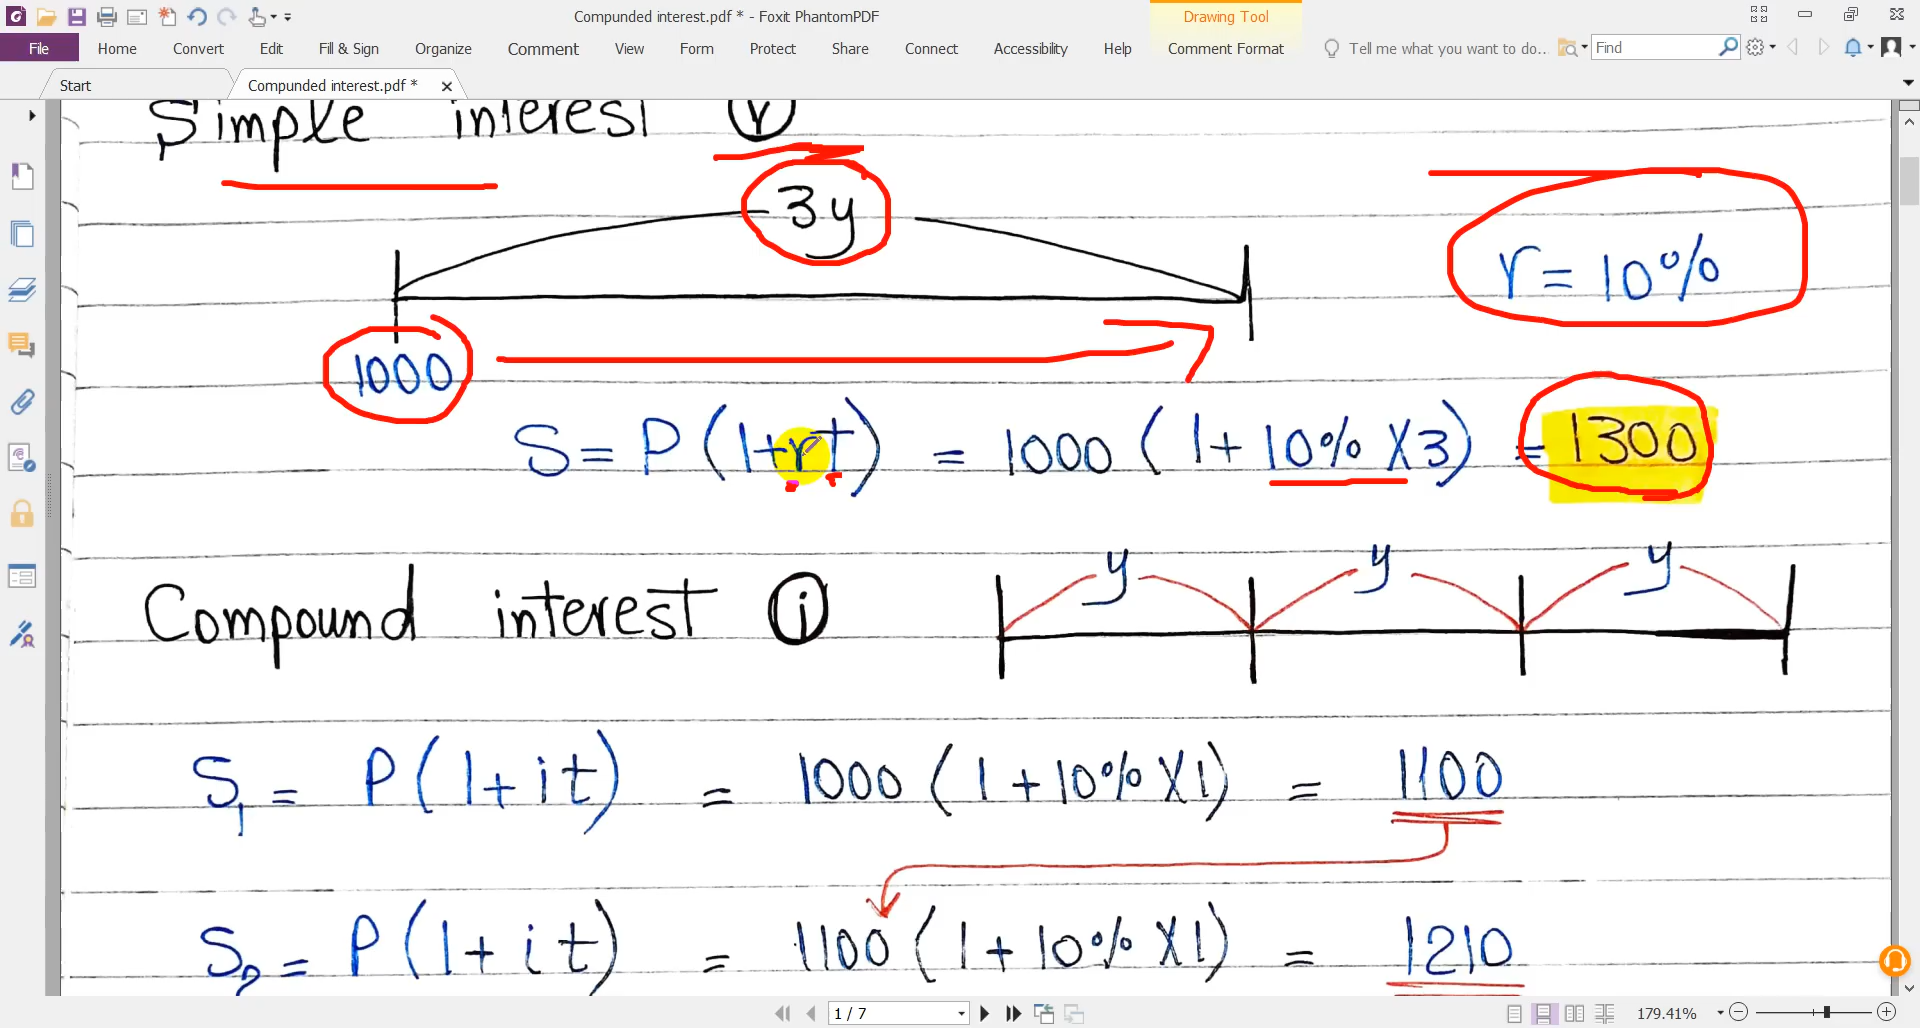 Compunded interest.pdf * - Foxit PhantomPDF
Drawing Tool
File Home Convert Edit Fill & Sign Organize Comment View Form Protect Share Connect Accessibility Help Comment Format Tell me what you want to do... Find
Start Compunded interest.pdf *
Simple interest r
3y
r = 10%
1000
S = P (1+rt) = 1000 (1 + 10% X3) = 1300
Compound interest i
y y y
S1 = P (1 + i t) = 1000 (1 + 10% X1) = 1100
S2 = P (1 + i t) = 1100 (1 + 10% X1) = 1210
1 / 7 179.41%